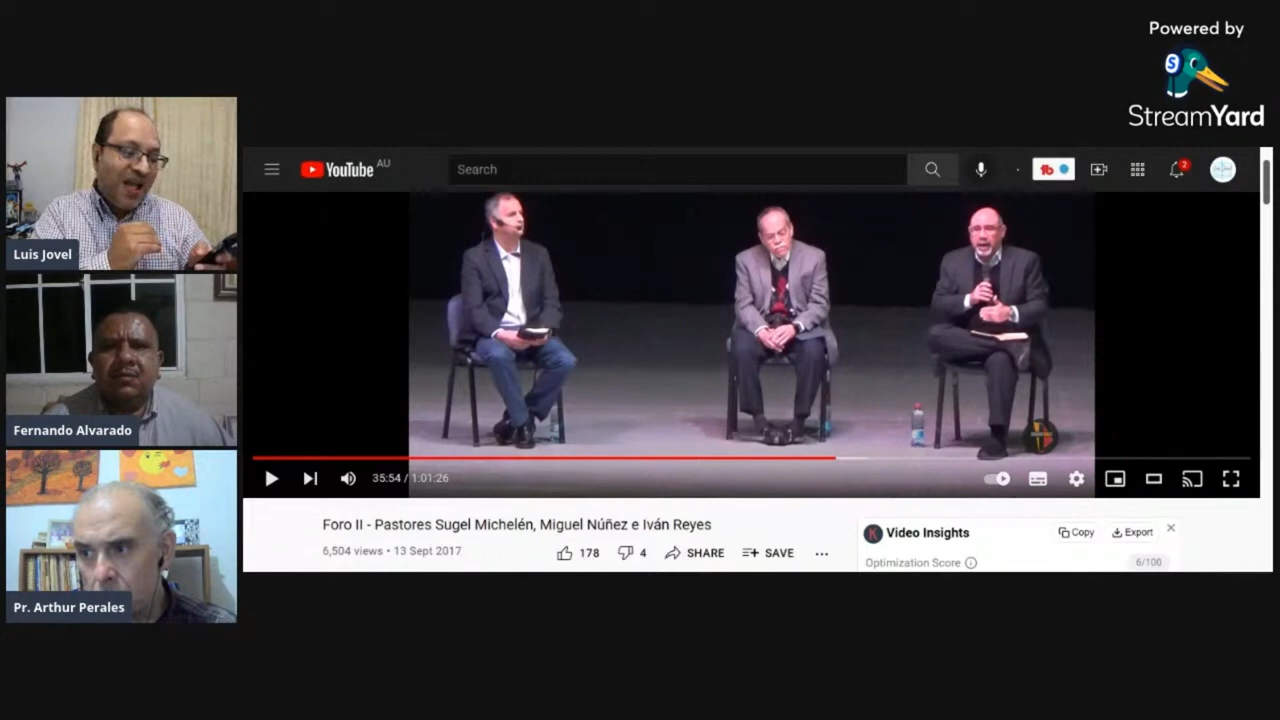 Powered by
StreamYard
Luis Jovel
Fernando Alvarado
Pr. Arthur Perales
YouTube AU
Search
2
35:54 / 1:01:26
Foro II - Pastores Sugel Michelén, Miguel Núñez e Iván Reyes
6,504 views • 13 Sept 2017
178
4
SHARE
SAVE
...
K
Video Insights
Copy
Export
Optimization Score
6/100